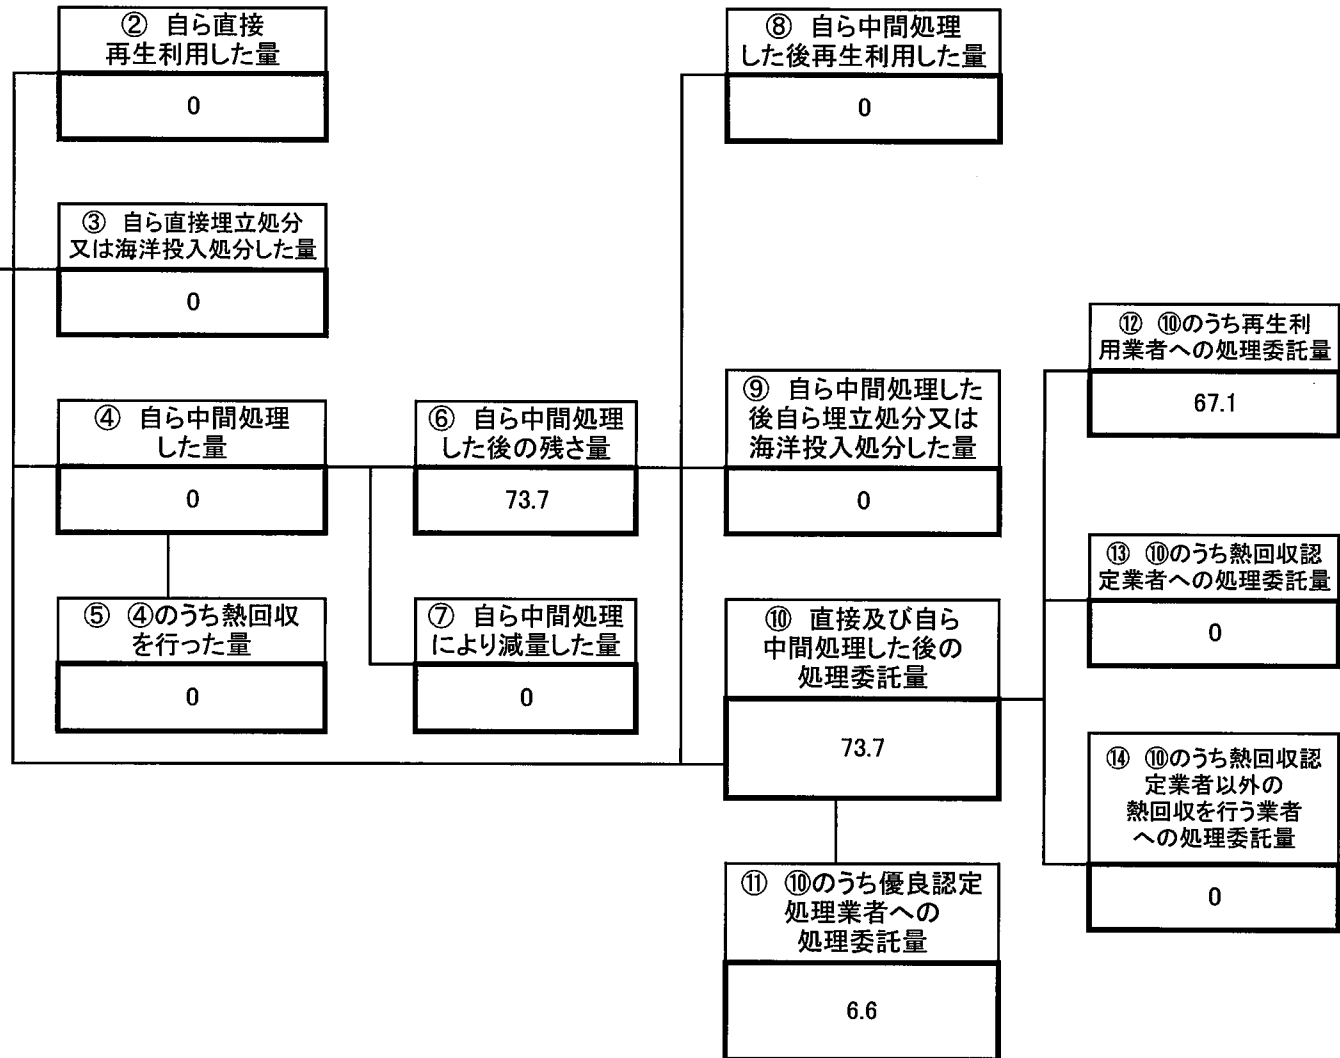 ② 自ら直接
再生利用した量
0
③ 自ら直接埋立処分
又は海洋投入処分した量
0
④ 自ら中間処理
した量
0
⑤ ④のうち熱回収
を行った量
0
⑥ 自ら中間処理
した後の残さ量
73.7
⑦ 自ら中間処理
により減量した量
0
⑧ 自ら中間処理
した後再生利用した量
0
⑨ 自ら中間処理した
後自ら埋立処分又は
海洋投入処分した量
0
⑩ 直接及び自ら
中間処理した後の
処理委託量
73.7
⑪ ⑩のうち優良認定
処理業者への
処理委託量
6.6
⑫ ⑩のうち再生利
用業者への処理委託量
67.1
⑬ ⑩のうち熱回収認
定業者への処理委託量
0
⑭ ⑩のうち熱回収認
定業者以外の
熱回収を行う業者
への処理委託量
0